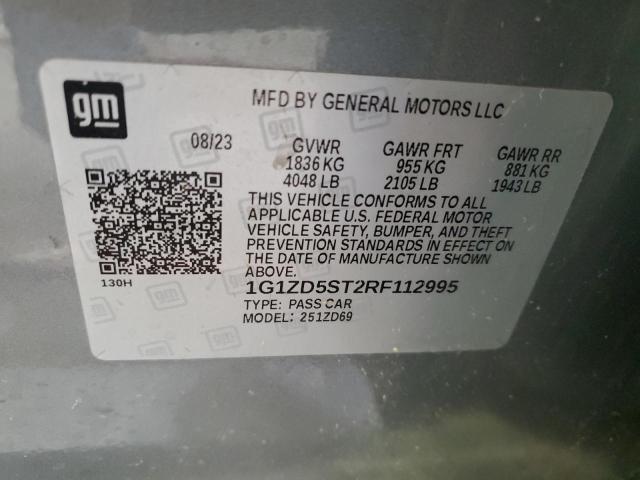 gm
MFD BY GENERAL MOTORS LLC
08/23 GVWR GAWR FRT GAWR RR
1836 KG 955 KG 881 KG
4048 LB 2105 LB 1943 LB
THIS VEHICLE CONFORMS TO ALL
APPLICABLE U.S. FEDERAL MOTOR
VEHICLE SAFETY, BUMPER, AND THEFT
PREVENTION STANDARDS IN EFFECT ON
THE DATE OF MANUFACTURE SHOWN
ABOVE.
130H
1G1ZD5ST2RF112995
TYPE: PASS CAR
MODEL: 251ZD69